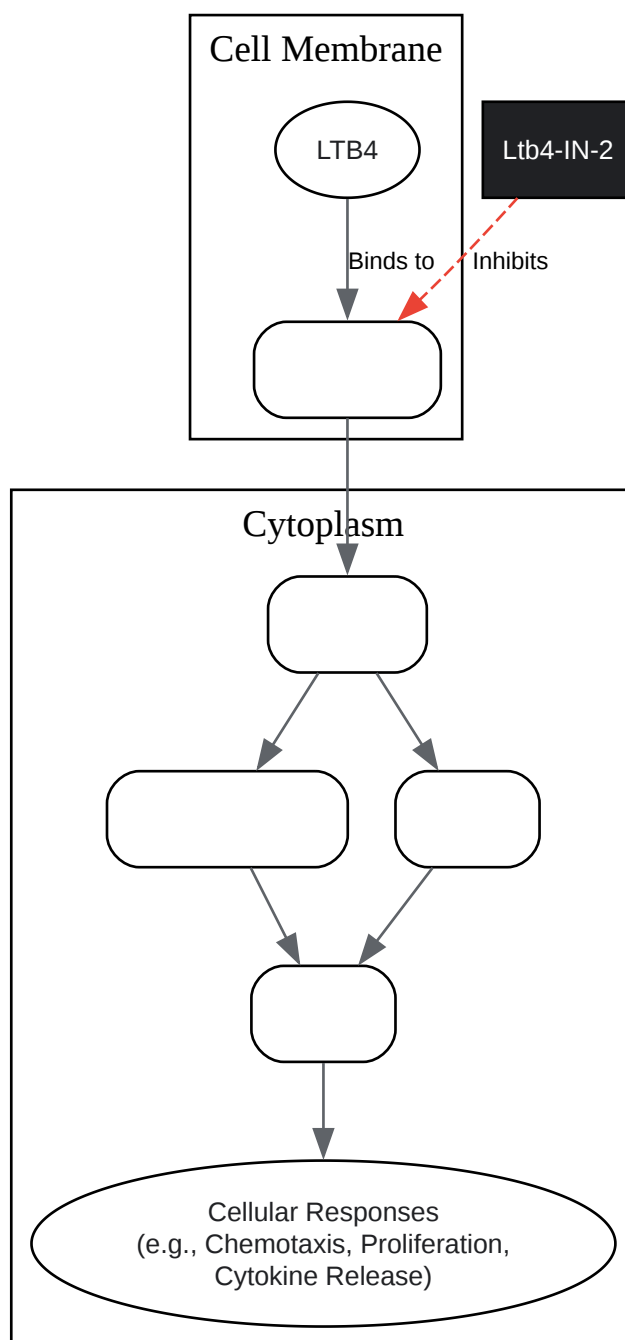 Cell Membrane
LTB4
Ltb4-IN-2
Binds to
Inhibits
Cytoplasm
Cellular Responses
(e.g., Chemotaxis, Proliferation,
Cytokine Release)